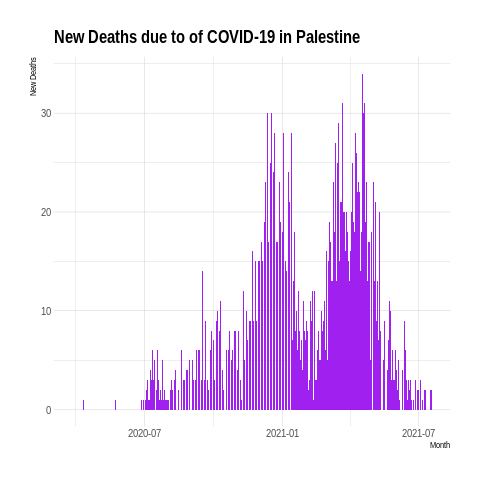 New Deaths due to of COVID-19 in Palestine
New Deaths
30
20
10
0
2020-07 2021-01 2021-07
Month